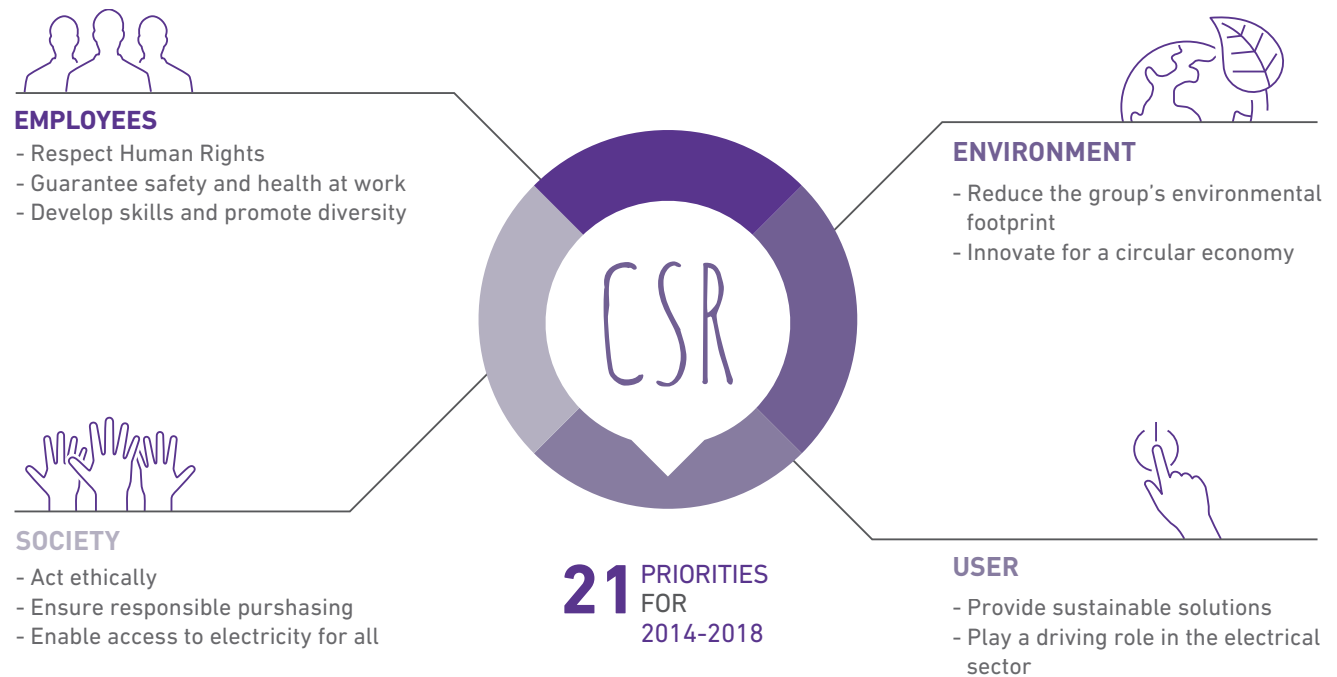 EMPLOYEES
- Respect Human Rights
- Guarantee safety and health at work
- Develop skills and promote diversity
ENVIRONMENT
- Reduce the group's environmental
footprint
- Innovate for a circular economy
CSR
SOCIETY
- Act ethically
- Ensure responsible purshasing
- Enable access to electricity for all
21 PRIORITIES
FOR
2014-2018
USER
- Provide sustainable solutions
- Play a driving role in the electrical
sector